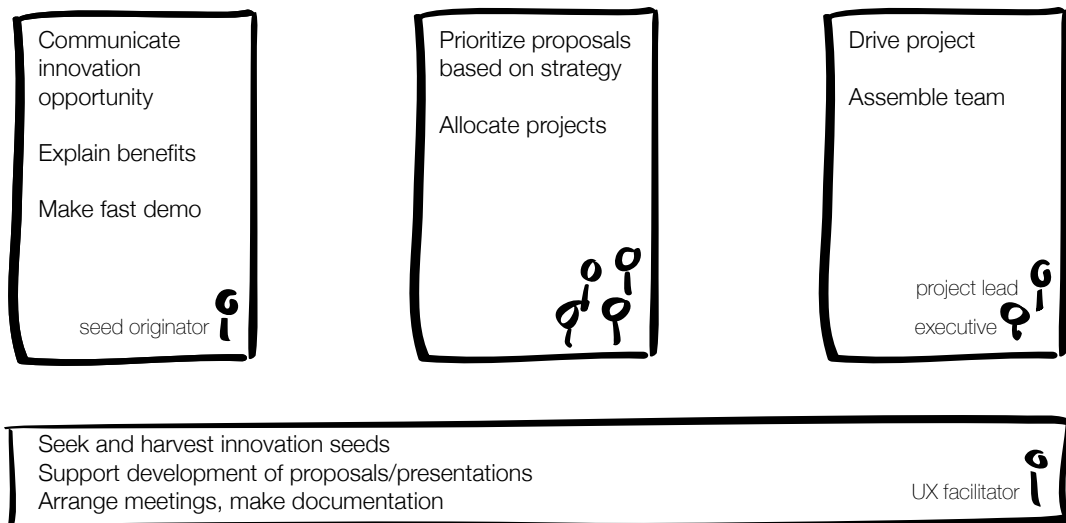 Communicate
innovation
opportunity
Explain benefits
Make fast demo
seed originator
Prioritize proposals
based on strategy
Allocate projects
Drive project
Assemble team
project lead
executive
Seek and harvest innovation seeds
Support development of proposals/presentations
Arrange meetings, make documentation
UX facilitator